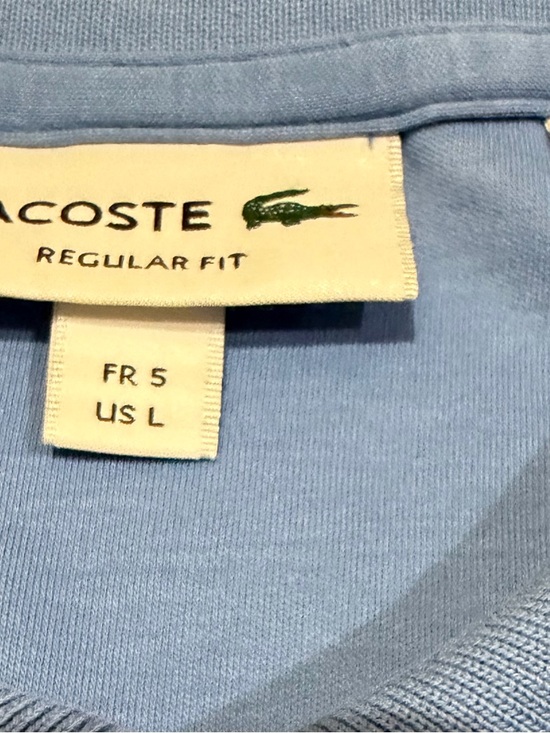 ACOSTE
REGULAR FIT
FR 5
US L